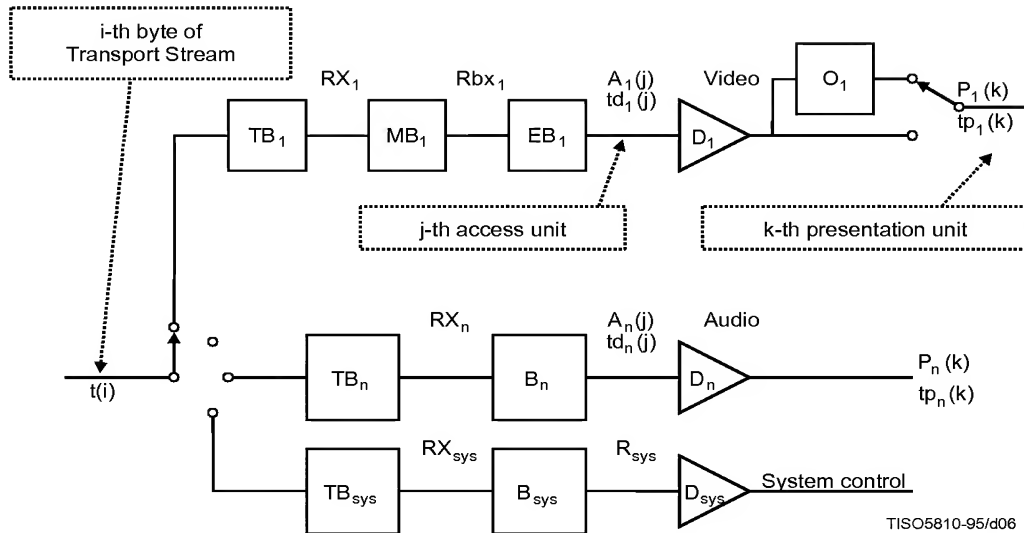 i-th byte of
Transport Stream
RX1
Rbx1
A1(j)
td1(j)
Video
O1
P1(k)
tp1(k)
TB1
MB1
EB1
D1
j-th access unit
k-th presentation unit
t(i)
RXn
An(j)
tdn(j)
Audio
TBn
Bn
Dn
Pn(k)
tpn(k)
RXsys
Rsys
TBsys
Bsys
Dsys
System control
TISO5810-95/d06